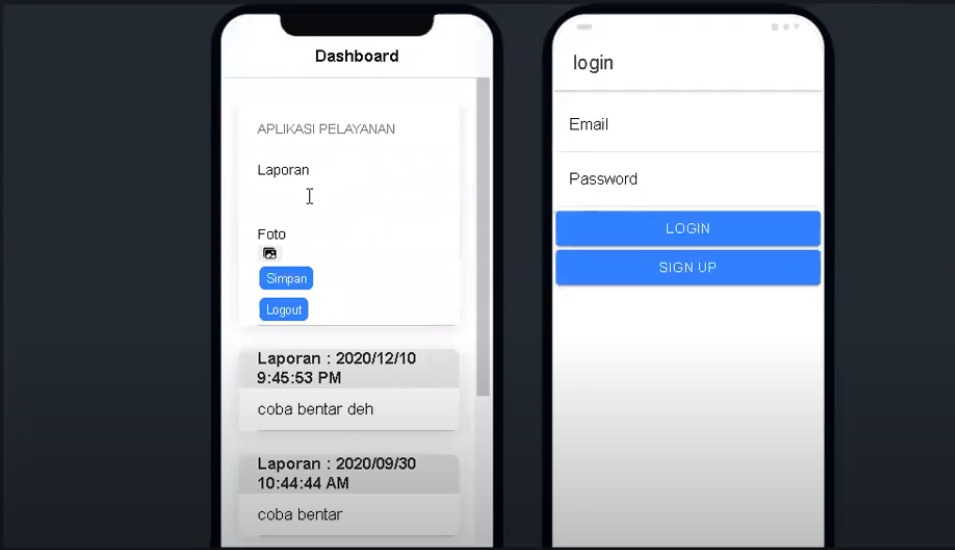 Dashboard
APLIKASI PELAYANAN
Laporan
Foto
Simpan
Logout
Laporan : 2020/12/10
9:45:53 PM
coba bentar deh
Laporan : 2020/09/30
10:44:44 AM
coba bentar
login
Email
Password
LOGIN
SIGN UP